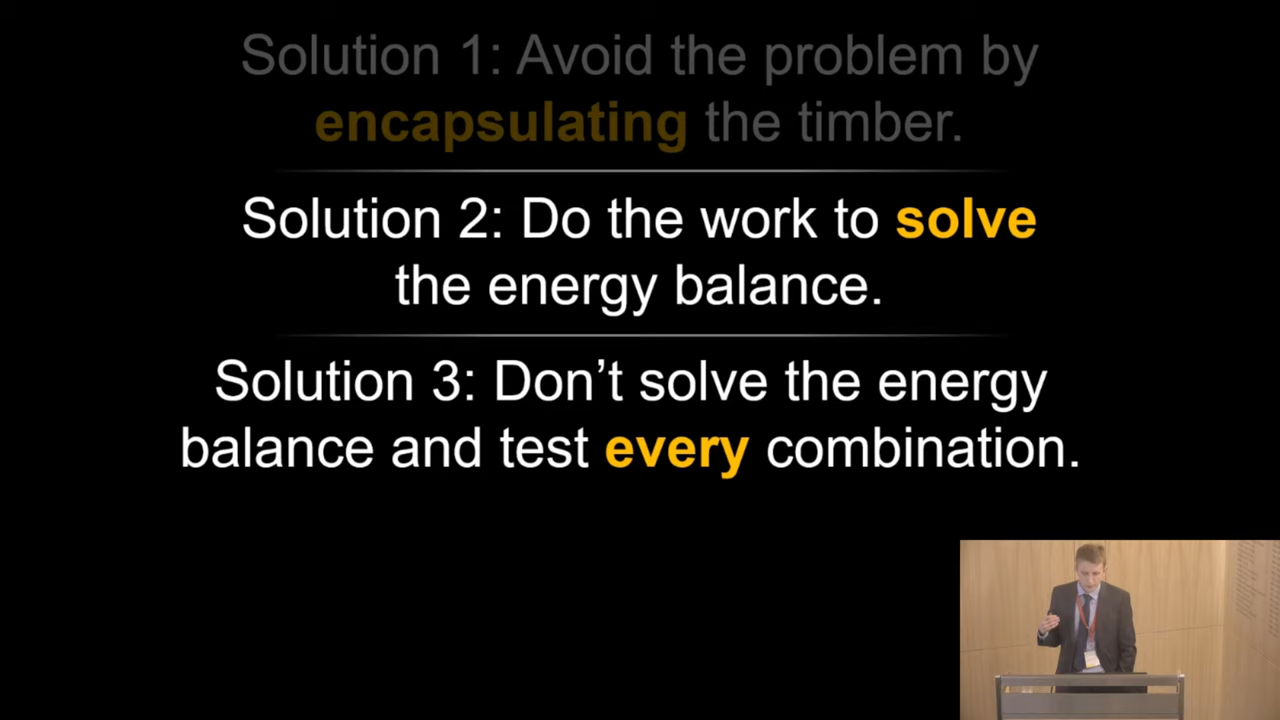 Solution 1: Avoid the problem by
encapsulating the timber.
Solution 2: Do the work to solve
the energy balance.
Solution 3: Don’t solve the energy
balance and test every combination.